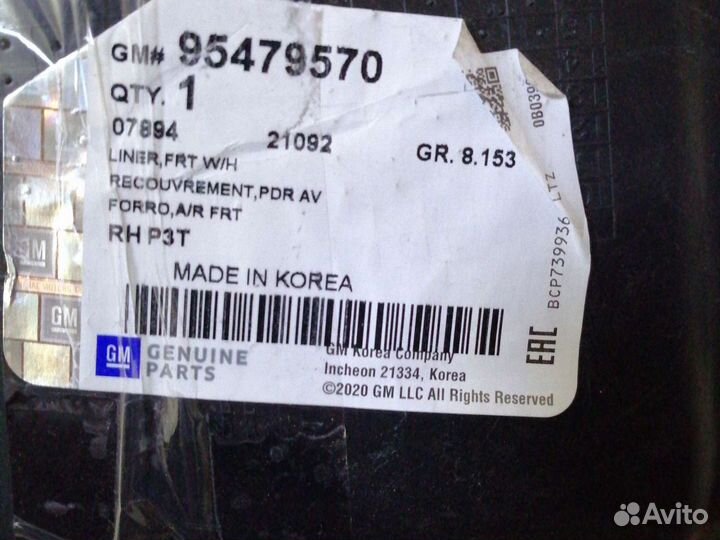 GM# 95479570
QTY. 1
07894 21092 GR. 8.153
LINER,FRT W/H
RECOUVREMENT,PDR AV
FORRO,A/R FRT
RH P3T
MADE IN KOREA
GM GENUINE PARTS
GM Korea Company
Incheon 21334, Korea
©2020 GM LLC All Rights Reserved
EAC
BCP739936 LTZ
GM
GM
Avito